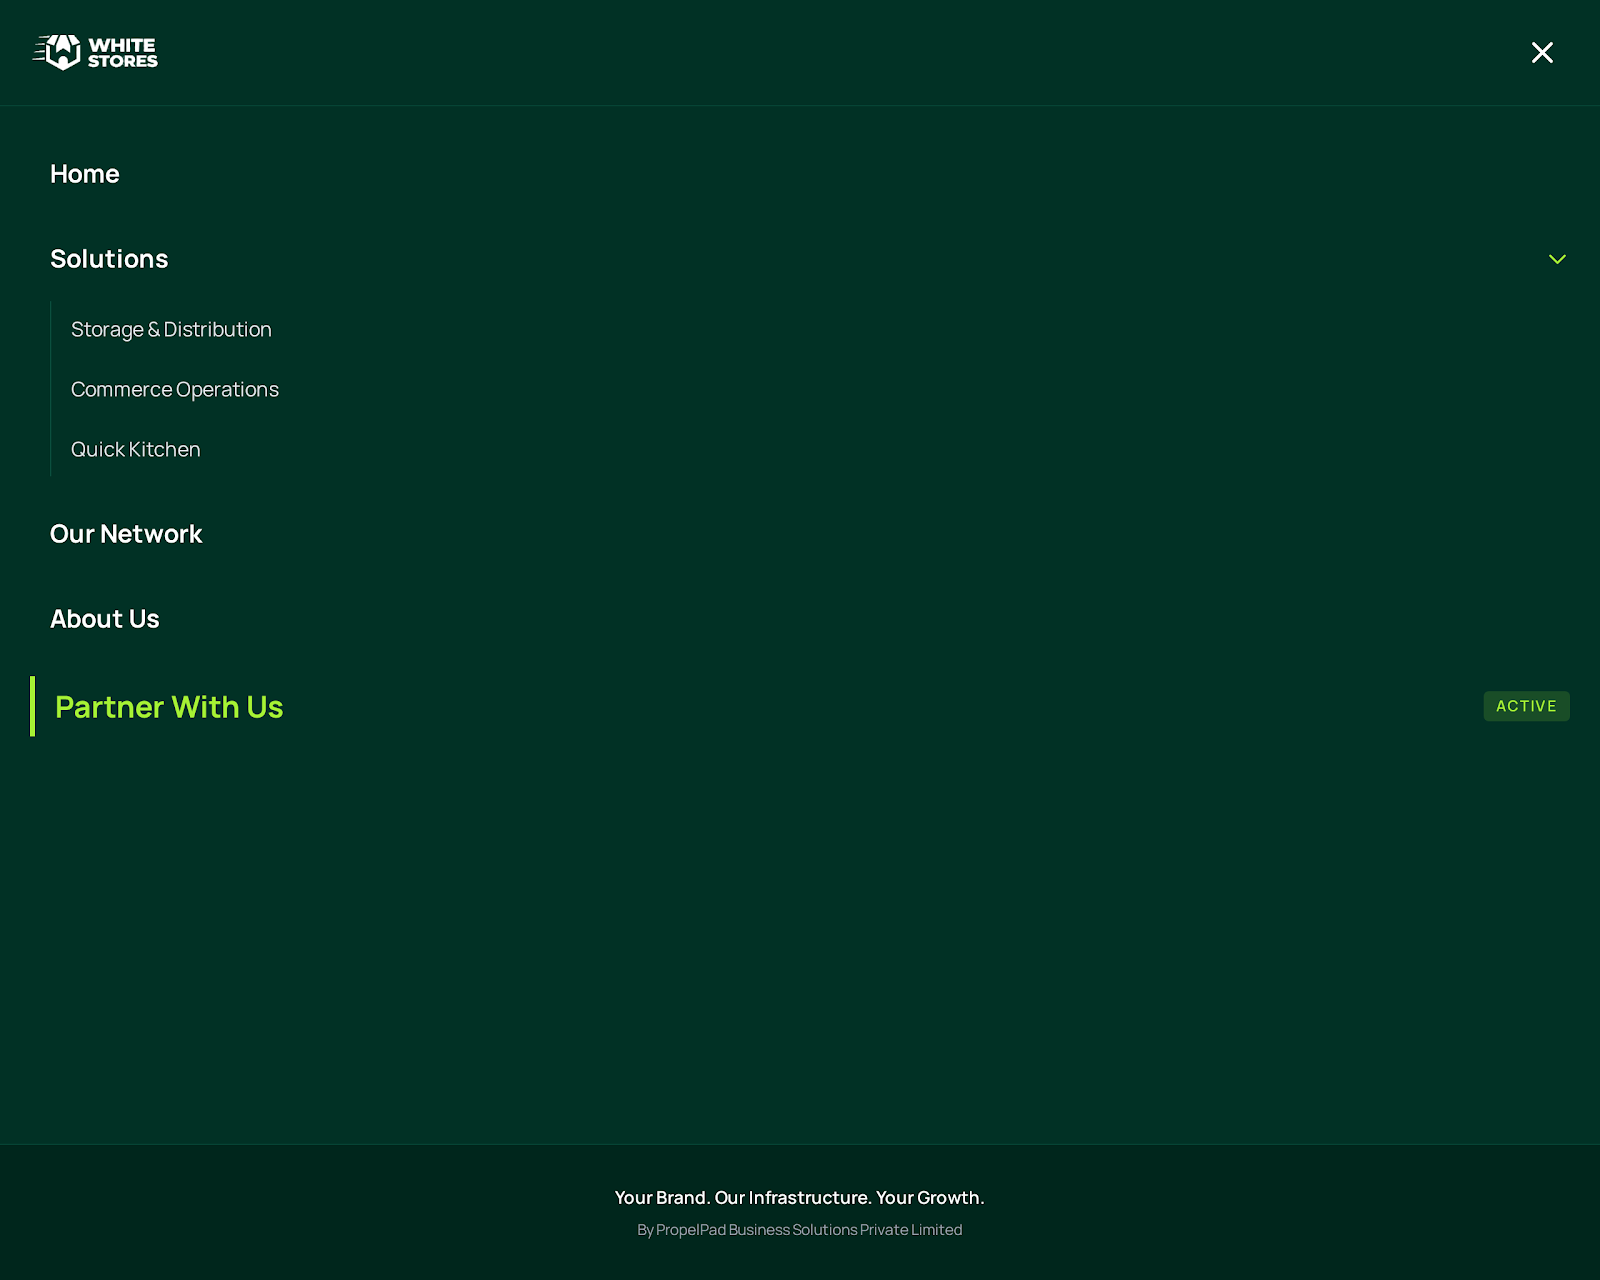 WHITE
STORES
Home
Solutions
Storage & Distribution
Commerce Operations
Quick Kitchen
Our Network
About Us
Partner With Us
ACTIVE
Your Brand. Our Infrastructure. Your Growth.
By PropelPad Business Solutions Private Limited